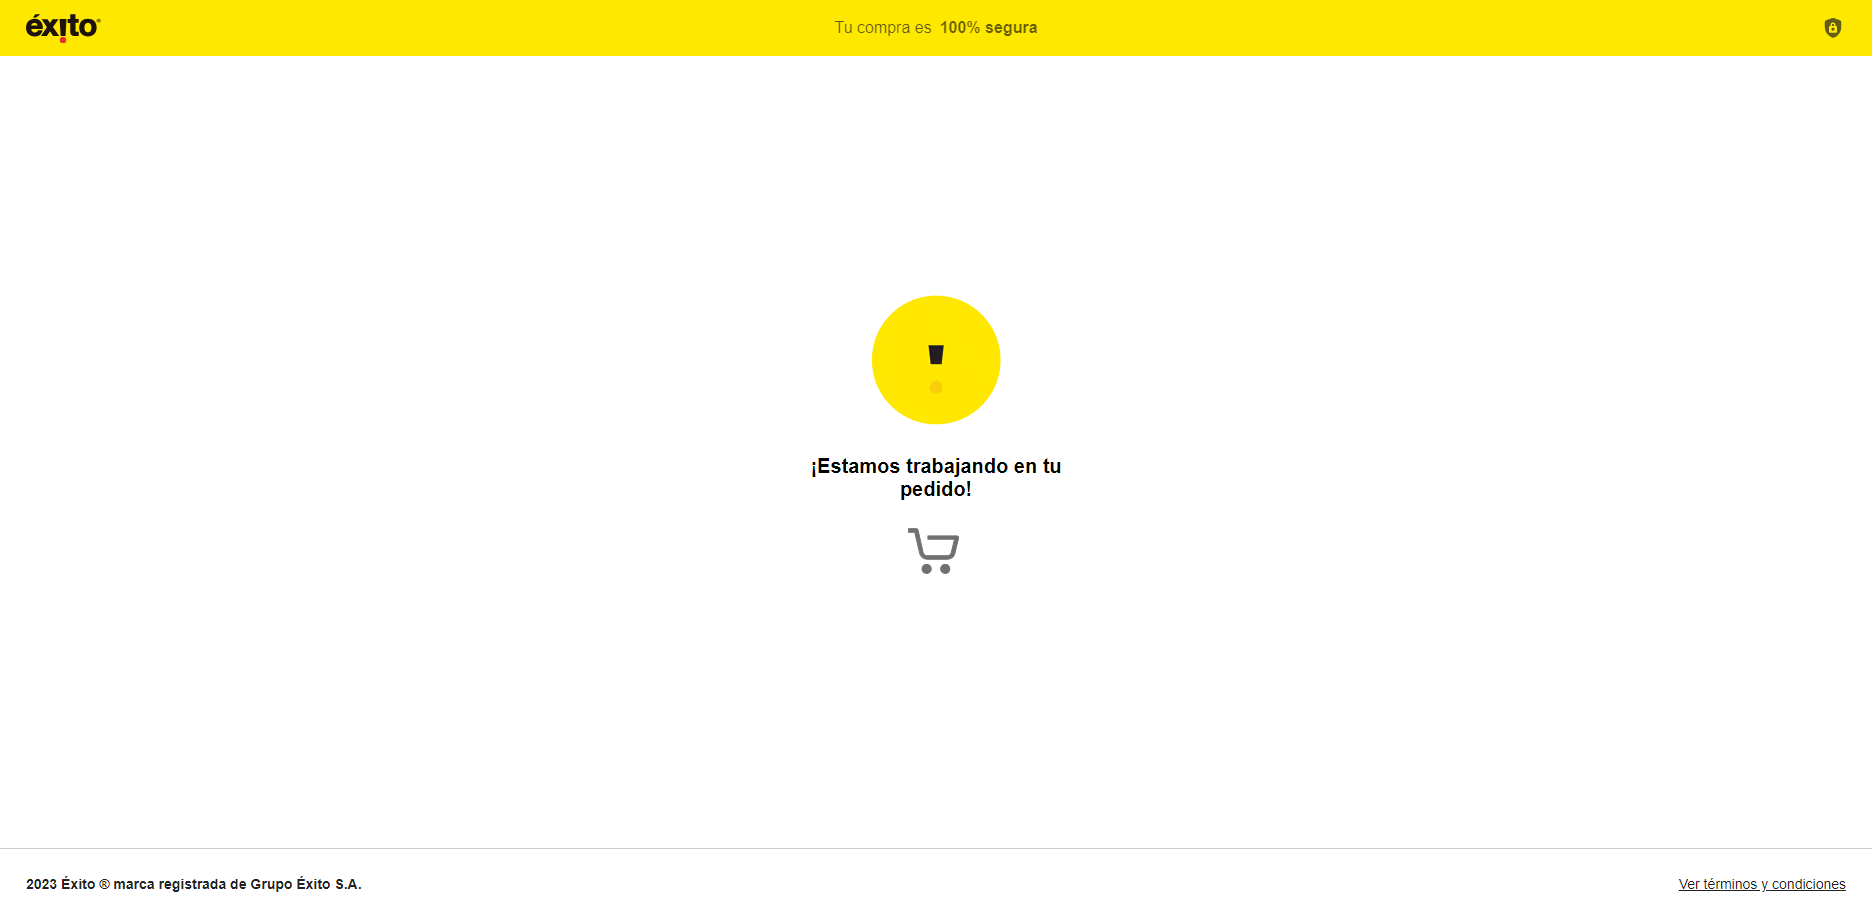 éxito®
Tu compra es 100% segura
¡Estamos trabajando en tu
pedido!
2023 Éxito ® marca registrada de Grupo Éxito S.A.
Ver términos y condiciones